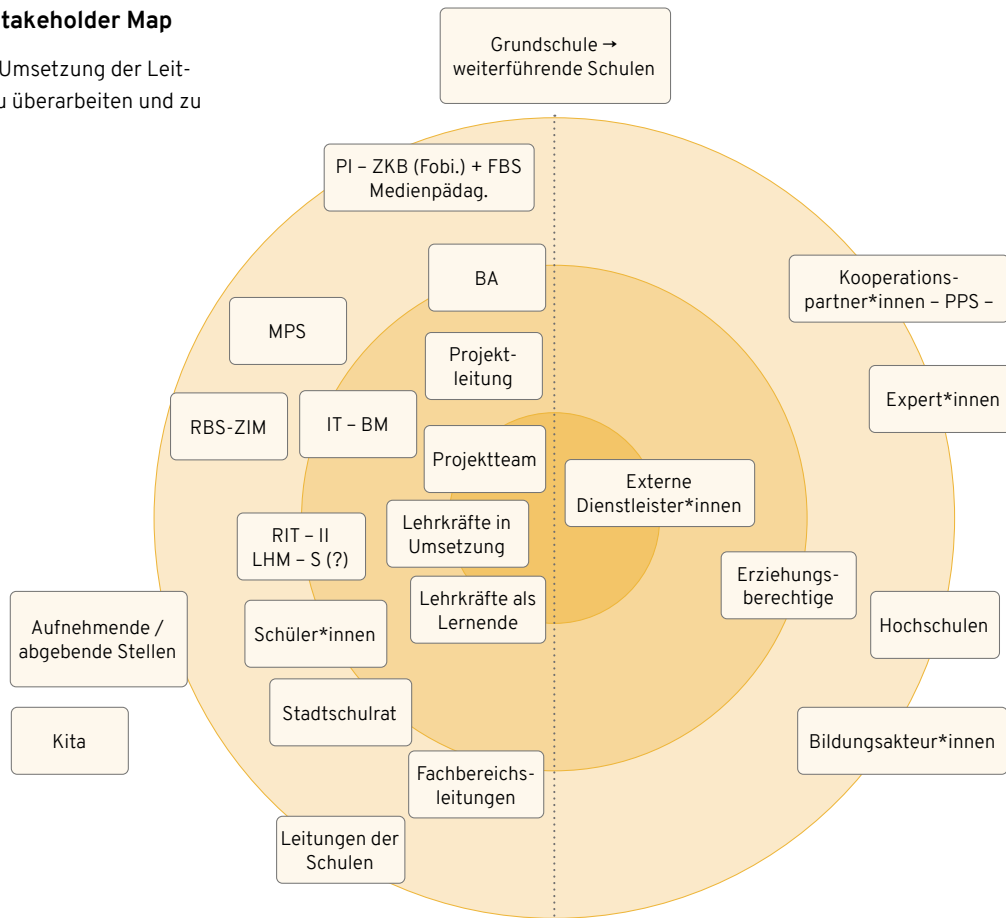 takeholder Map
Umsetzung der Leit-
u überarbeiten und zu
Grundschule →
weiterführende Schulen
PI – ZKB (Fobi.) + FBS
Medienpädag.
BA
Kooperations-
partner*innen – PPS –
MPS
Projekt-
leitung
Expert*innen
RBS-ZIM
IT – BM
Projektteam
Externe
Dienstleister*innen
Lehrkräfte in
Umsetzung
RIT – II
LHM – S (?)
Erziehungs-
berechtige
Lehrkräfte als
Lernende
Aufnehmende /
abgebende Stellen
Schüler*innen
Hochschulen
Stadtschulrat
Kita
Bildungsakteur*innen
Fachbereichs-
leitungen
Leitungen der
Schulen